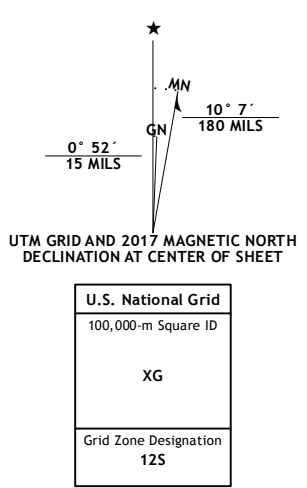 ★
MN
GN
10° 7´
180 MILS
0° 52´
15 MILS
UTM GRID AND 2017 MAGNETIC NORTH
DECLINATION AT CENTER OF SHEET
U.S. National Grid
100,000-m Square ID
XG
Grid Zone Designation
12S